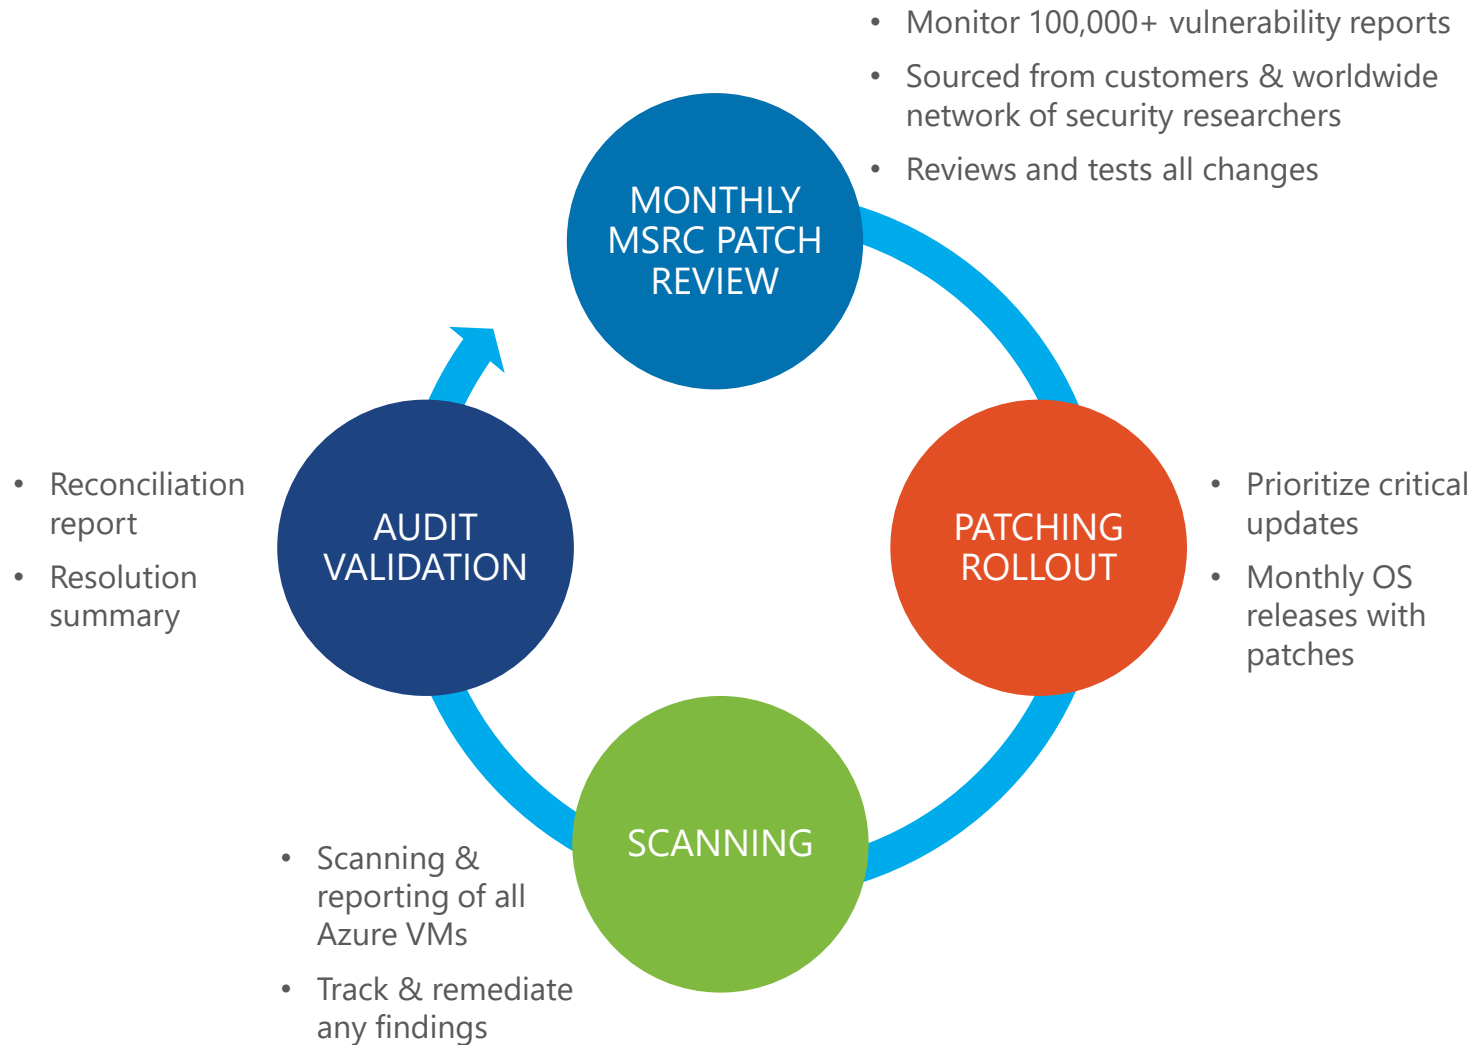 • Monitor 100,000+ vulnerability reports
• Sourced from customers & worldwide
network of security researchers
• Reviews and tests all changes
MONTHLY
MSRC PATCH
REVIEW
PATCHING
ROLLOUT
• Prioritize critical
updates
• Monthly OS
releases with
patches
SCANNING
• Scanning &
reporting of all
Azure VMs
• Track & remediate
any findings
AUDIT
VALIDATION
• Reconciliation
report
• Resolution
summary